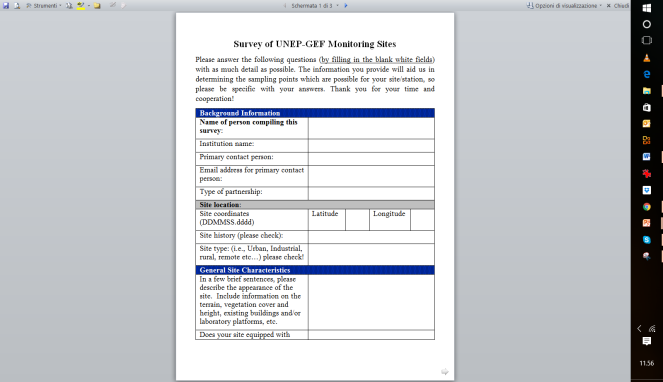 Strumenti
Schermata 1 di 5
Opzioni di visualizzazione
Chiudi
Survey of UNEP-GEF Monitoring Sites
Please answer the following questions (by filling in the blank white fields)
with as much detail as possible. The information you provide will aid us in
determining the sampling points which are possible for your site/station, so
please be specific with your answers. Thank you for your time and
cooperation!
Background Information
Name of person compiling this
survey:
Institution name:
Primary contact person:
Email address for primary contact
person:
Type of partnership:
Site location:
Site coordinates
(DDMMSS.dddd)
Latitude
Longitude
Site history (please check):
Site type: (i.e., Urban, Industrial,
rural, remote etc…) please check!
General Site Characteristics
In a few brief sentences, please
describe the appearance of the
site. Include information on the
terrain, vegetation cover and
height, existing buildings and/or
laboratory platforms, etc.
Does your site equipped with
11.56